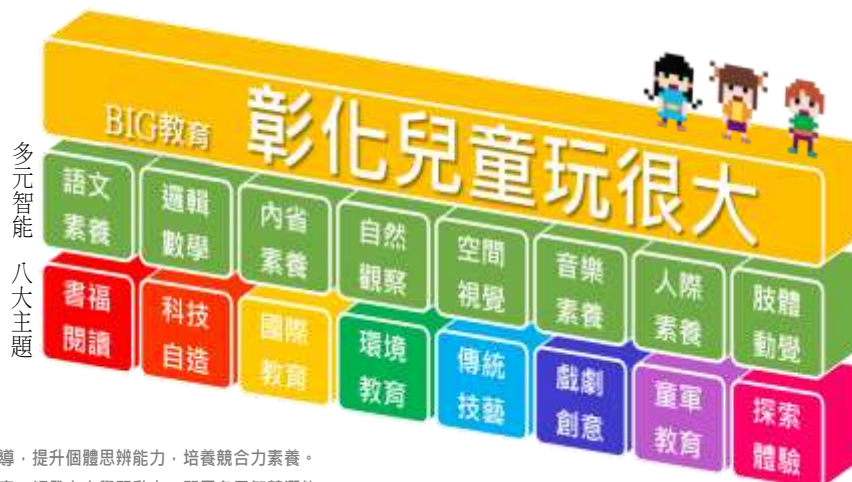 BIG教育 彰化兒童玩很大
多元智能 八大主題
語文
素養
邏輯
數學
內省
素養
自然
觀察
空間
視覺
音樂
素養
人際
素養
肢體
動覺
書福
閱讀
科技
自造
國際
教育
環境
教育
傳統
技藝
戲劇
創意
童軍
教育
探索
體驗
導，提升個體思辨能力，培養競合力素養。